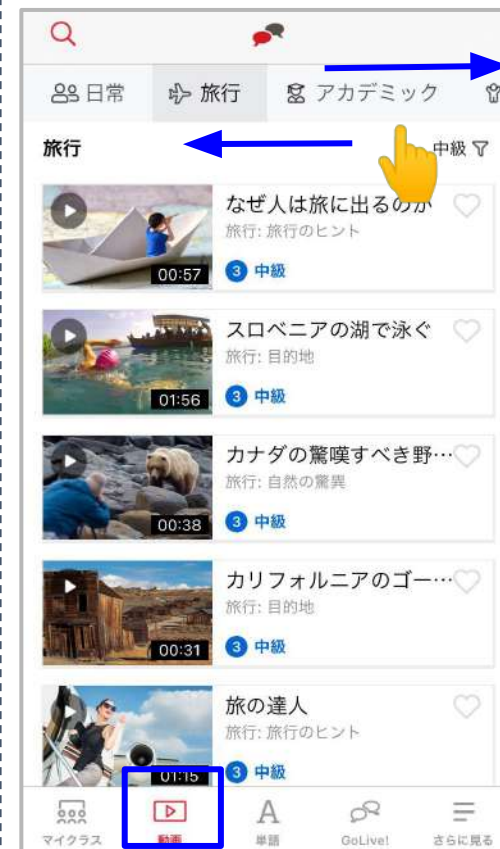 日常 旅行 アカデミック
旅行 中級
なぜ人は旅に出るのか
旅行: 旅行のヒント
00:57 3 中級
スロベニアの湖で泳ぐ
旅行: 目的地
01:56 3 中級
カナダの驚嘆すべき野…
旅行: 自然の驚異
00:38 3 中級
カリフォルニアのゴー…
旅行: 目的地
00:31 3 中級
旅の達人
旅行: 旅行のヒント
01:15 3 中級
A
マイクラス 動画 単語 GoLive! さらに見る